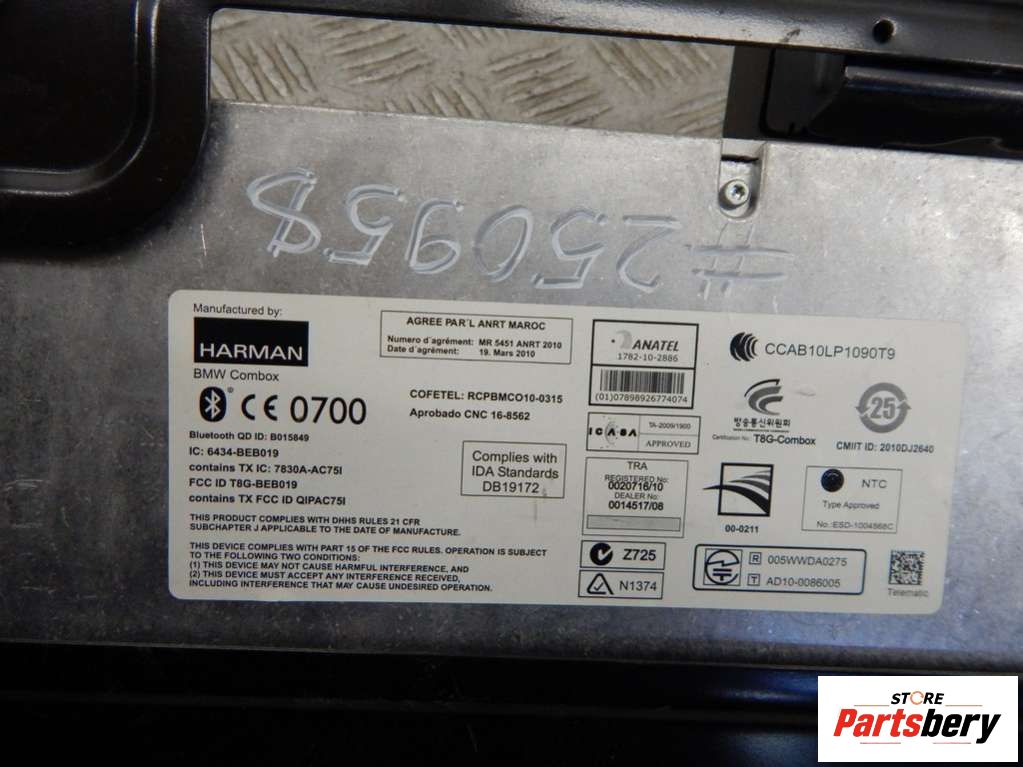 #25095B
Manufactured by:
HARMAN
BMW Combox
CE 0700
Bluetooth QD ID: B015849
IC: 6434-BEB019
contains TX IC: 7830A-AC75I
FCC ID T8G-BEB019
contains TX FCC ID QIPAC75I
THIS PRODUCT COMPLIES WITH DHHS RULES 21 CFR
SUBCHAPTER J APPLICABLE TO THE DATE OF MANUFACTURE.
THIS DEVICE COMPLIES WITH PART 15 OF THE FCC RULES. OPERATION IS SUBJECT
TO THE FOLLOWING TWO CONDITIONS:
(1) THIS DEVICE MAY NOT CAUSE HARMFUL INTERFERENCE, AND
(2) THIS DEVICE MUST ACCEPT ANY INTERFERENCE RECEIVED,
INCLUDING INTERFERENCE THAT MAY CAUSE UNDESIRED OPERATION.
AGREE PAR'L ANRT MAROC
Numero d'agrément: MR 5451 ANRT 2010
Date d'agrément: 19. Mars 2010
COFETEL: RCPBMCO10-0315
Aprobado CNC 16-8562
Complies with
IDA Standards
DB19172
ANATEL
1782-10-2886
(01)07898926774074
ICASA
TA-2009/1900
APPROVED
TRA
REGISTERED No:
0020716/10
DEALER No:
0014517/08
Z725
N1374
CCAB10LP1090T9
방송통신위원회
Certification No: T8G-Combox
25
CMIIT ID: 2010DJ2640
00-0211
NTC
Type Approved
No.:ESD-1004568C
R 005WWDA0275
T AD10-0086005
Telematic
STORE
Partsbery